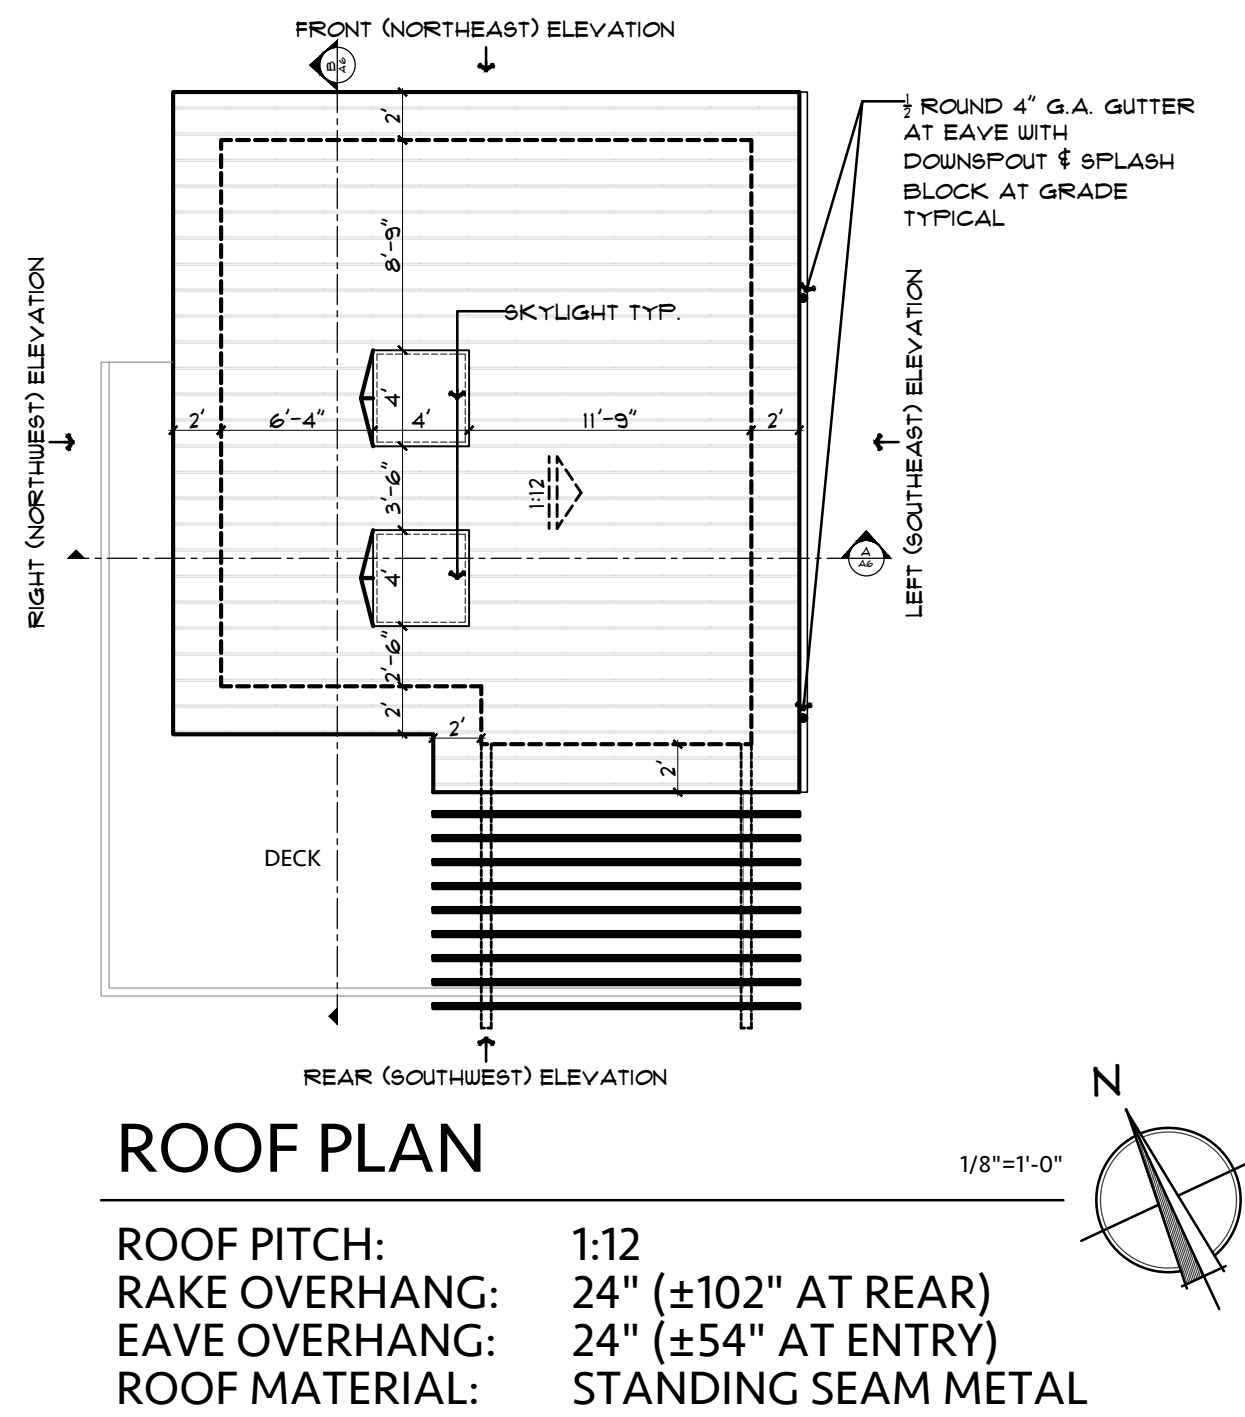 FRONT (NORTHEAST) ELEVATION
B
A6
½ ROUND 4" G.A. GUTTER
AT EAVE WITH
DOWNSPOUT & SPLASH
BLOCK AT GRADE
TYPICAL
2'
8'-9"
SKYLIGHT TYP.
RIGHT (NORTHWEST) ELEVATION
LEFT (SOUTHEAST) ELEVATION
4'
2'
6'-4"
4'
11'-9"
2'
3'-6"
1:12
A
A6
4'
2'-6"
2'
2'
2'
DECK
REAR (SOUTHWEST) ELEVATION
N
ROOF PLAN
1/8"=1'-0"
ROOF PITCH: 1:12
RAKE OVERHANG: 24" (±102" AT REAR)
EAVE OVERHANG: 24" (±54" AT ENTRY)
ROOF MATERIAL: STANDING SEAM METAL